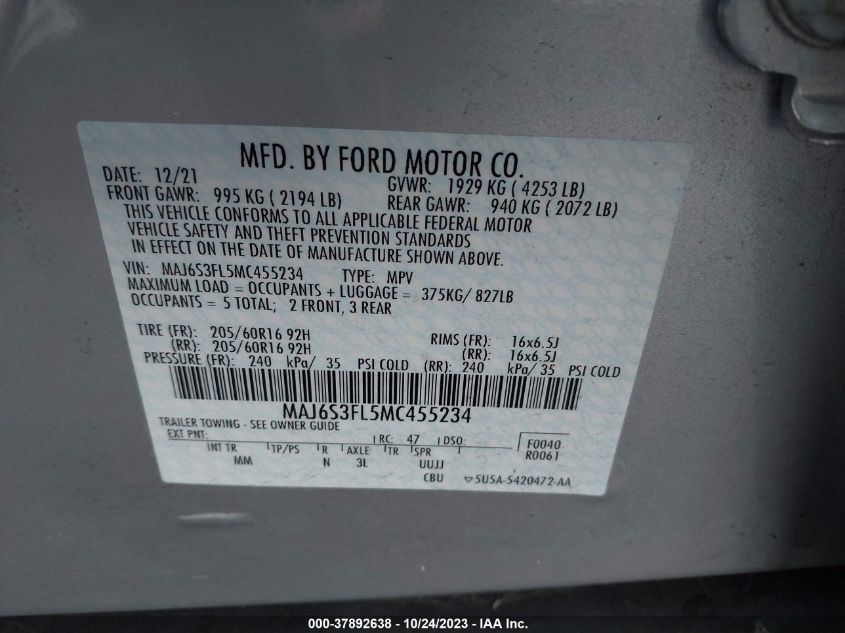 MFD. BY FORD MOTOR CO.
DATE: 12/21 GVWR: 1929 KG ( 4253 LB)
FRONT GAWR: 995 KG ( 2194 LB) REAR GAWR: 940 KG ( 2072 LB)
THIS VEHICLE CONFORMS TO ALL APPLICABLE FEDERAL MOTOR
VEHICLE SAFETY AND THEFT PREVENTION STANDARDS
IN EFFECT ON THE DATE OF MANUFACTURE SHOWN ABOVE.
VIN: MAJ6S3FL5MC455234 TYPE: MPV
MAXIMUM LOAD = OCCUPANTS + LUGGAGE = 375KG/ 827LB
OCCUPANTS = 5 TOTAL; 2 FRONT, 3 REAR
TIRE (FR): 205/60R16 92H RIMS (FR): 16x6.5J
(RR): 205/60R16 92H (RR): 16x6.5J
PRESSURE (FR): 240 kPa/ 35 PSI COLD (RR): 240 kPa/ 35 PSI COLD
MAJ6S3FL5MC455234
TRAILER TOWING - SEE OWNER GUIDE
EXT PNT: RC: 47 DSO: F0040
INT TR TP/PS R AXLE TR SPR R0061
MM N 3L UUJJ
CBU ▽5U5A-5420472-AA
000-37892638 - 10/24/2023 - © IAA Inc.